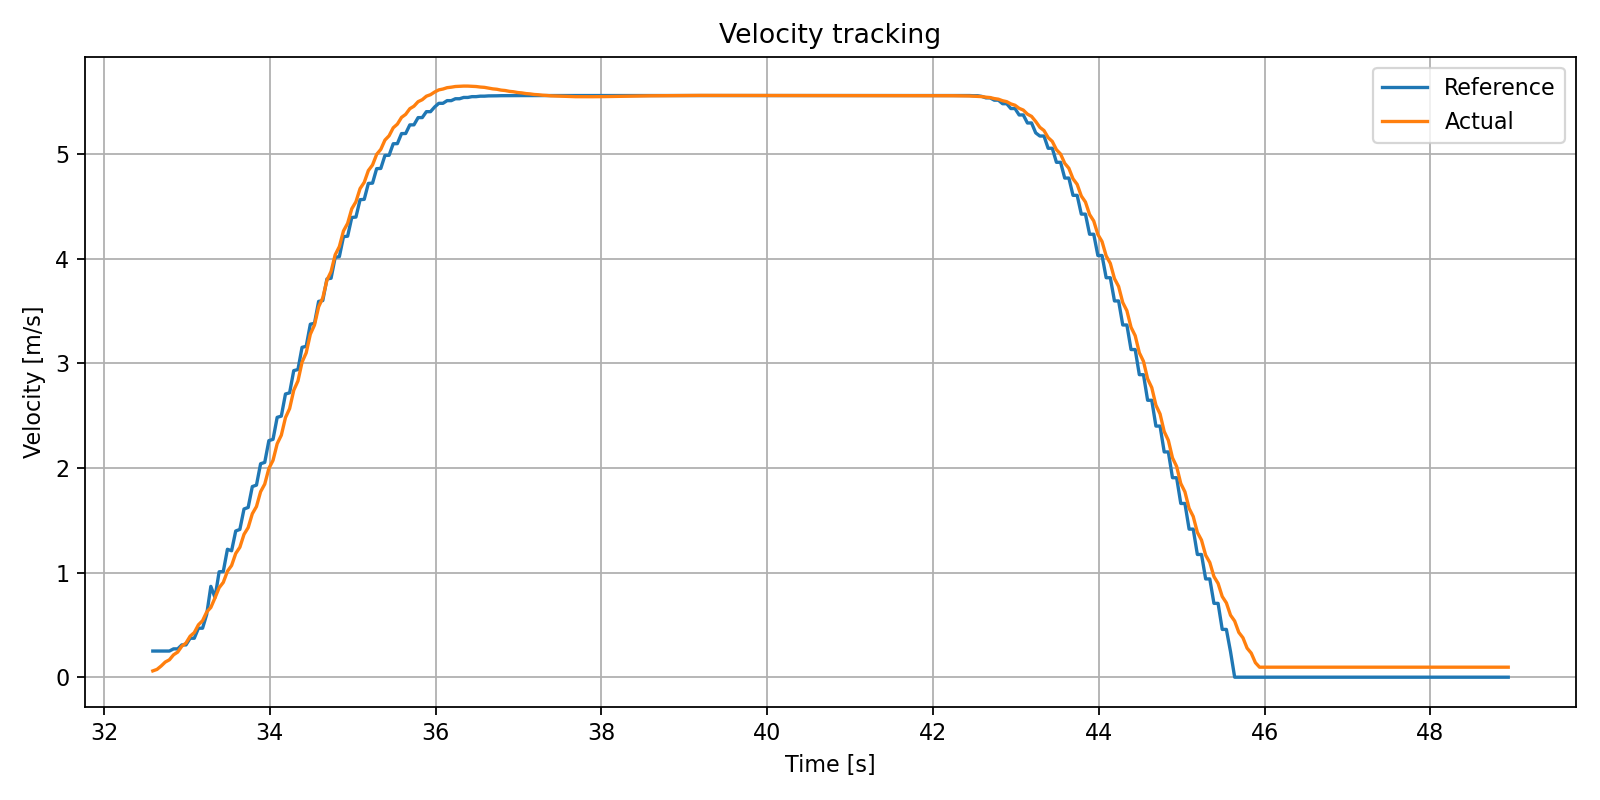 Velocity tracking
Reference
Actual
5
4
3
2
1
0
Velocity [m/s]
32 34 36 38 40 42 44 46 48
Time [s]